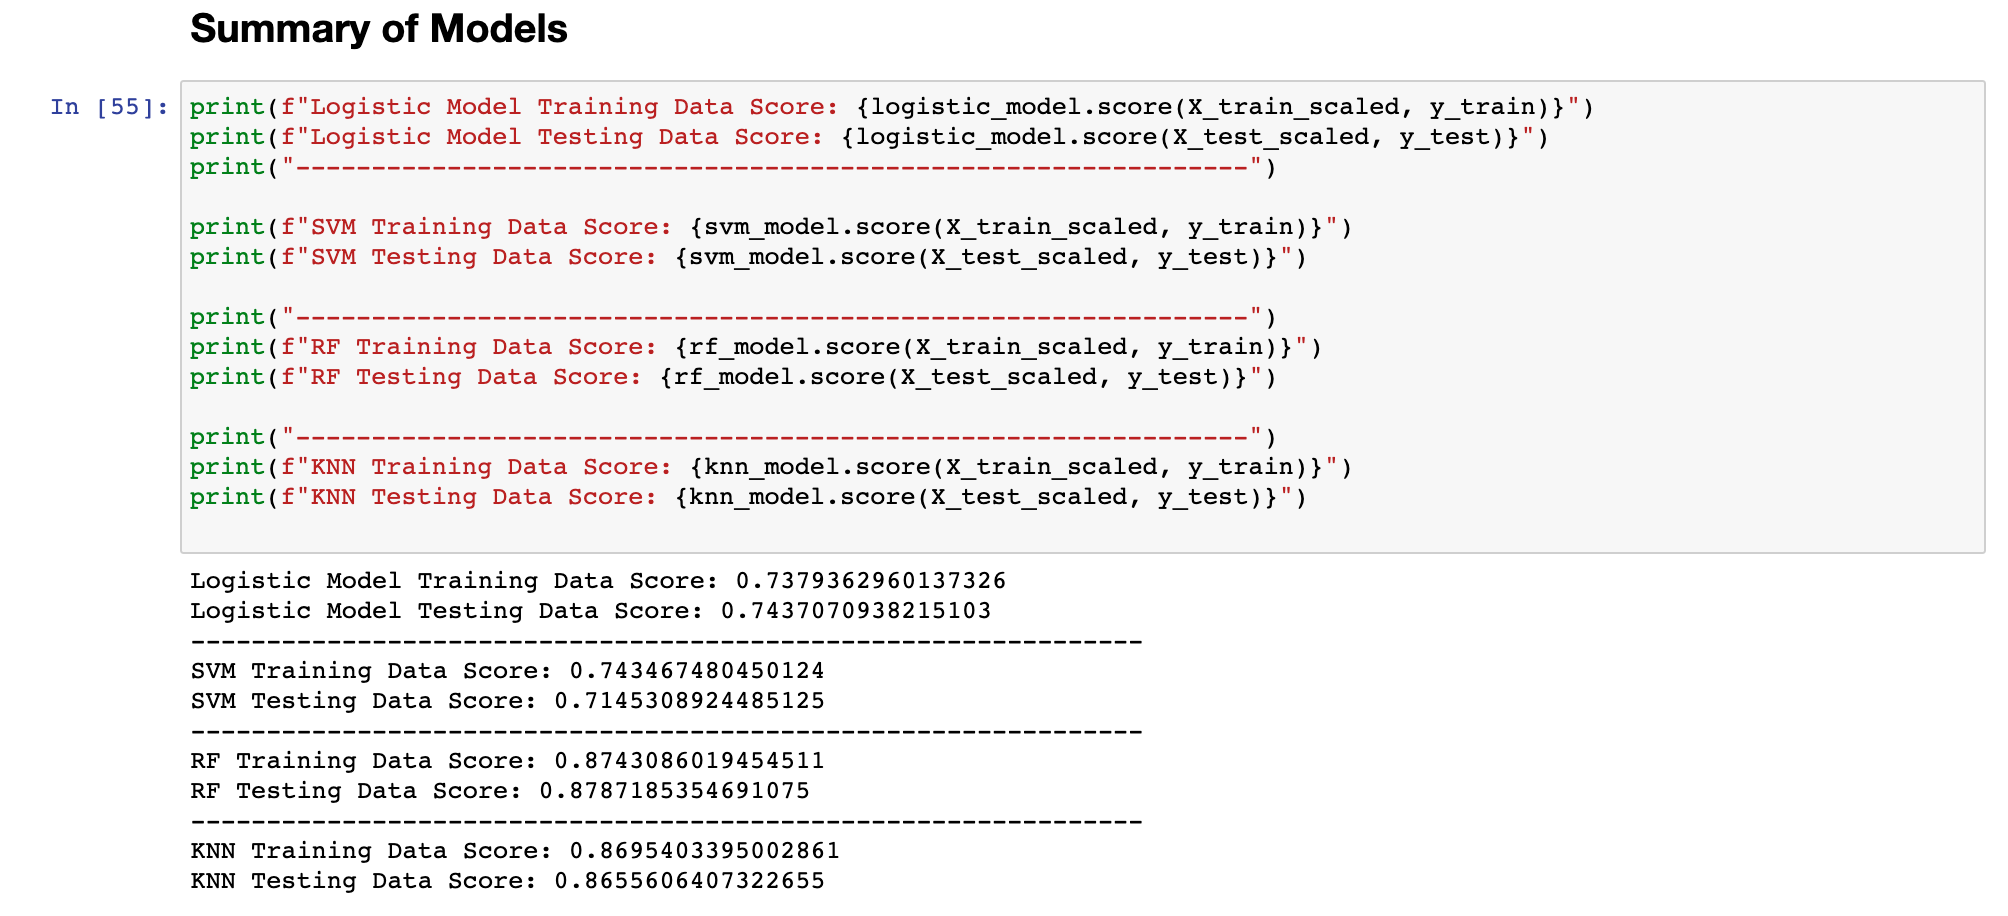 Summary of Models
In [55]:
print(f"Logistic Model Training Data Score: {logistic_model.score(X_train_scaled, y_train)}")
print(f"Logistic Model Testing Data Score: {logistic_model.score(X_test_scaled, y_test)}")
print("---------------------------------------------------------------")
print(f"SVM Training Data Score: {svm_model.score(X_train_scaled, y_train)}")
print(f"SVM Testing Data Score: {svm_model.score(X_test_scaled, y_test)}")
print("---------------------------------------------------------------")
print(f"RF Training Data Score: {rf_model.score(X_train_scaled, y_train)}")
print(f"RF Testing Data Score: {rf_model.score(X_test_scaled, y_test)}")
print("---------------------------------------------------------------")
print(f"KNN Training Data Score: {knn_model.score(X_train_scaled, y_train)}")
print(f"KNN Testing Data Score: {knn_model.score(X_test_scaled, y_test)}")
Logistic Model Training Data Score: 0.7379362960137326
Logistic Model Testing Data Score: 0.7437070938215103
---------------------------------------------------------------
SVM Training Data Score: 0.743467480450124
SVM Testing Data Score: 0.7145308924485125
---------------------------------------------------------------
RF Training Data Score: 0.8743086019454511
RF Testing Data Score: 0.8787185354691075
---------------------------------------------------------------
KNN Training Data Score: 0.8695403395002861
KNN Testing Data Score: 0.8655606407322655